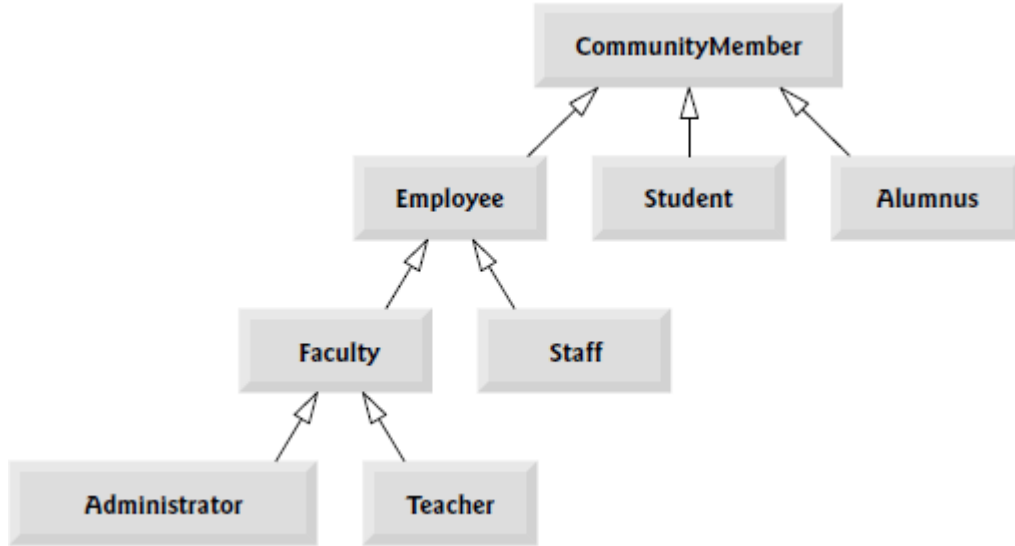 CommunityMember
Employee
Student
Alumnus
Faculty
Staff
Administrator
Teacher